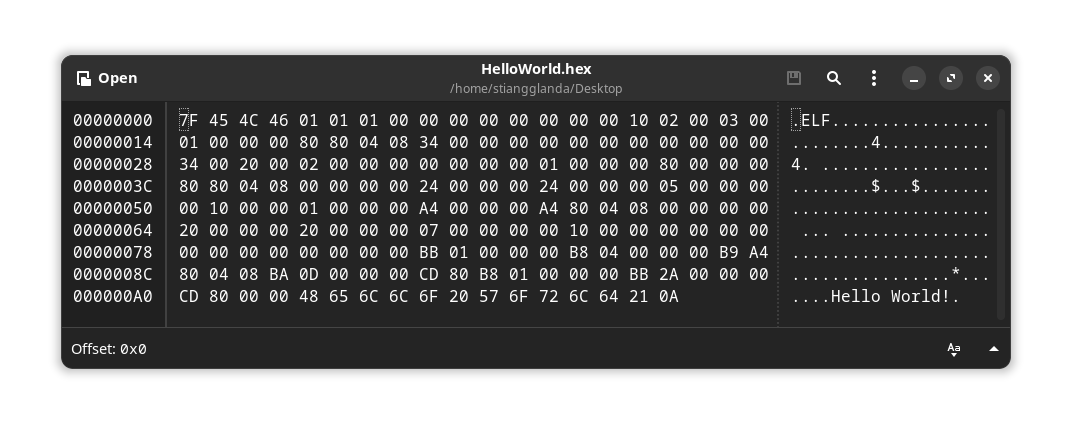 Open
HelloWorld.hex
/home/stiangglanda/Desktop
00000000 7F 45 4C 46 01 01 01 00 00 00 00 00 00 00 00 10 02 00 03 00 .ELF................
00000014 01 00 00 00 80 80 04 08 34 00 00 00 00 00 00 00 00 00 00 00 ........4...........
00000028 34 00 20 00 02 00 00 00 00 00 00 00 01 00 00 00 80 00 00 00 4. .................
0000003C 80 80 04 08 00 00 00 00 24 00 00 00 24 00 00 00 05 00 00 00 ........$...$.......
00000050 00 10 00 00 01 00 00 00 A4 00 00 00 A4 80 04 08 00 00 00 00 ....................
00000064 20 00 00 00 20 00 00 00 07 00 00 00 00 10 00 00 00 00 00 00  ... ...............
00000078 00 00 00 00 00 00 00 00 BB 01 00 00 00 B8 04 00 00 00 B9 A4 ....................
0000008C 80 04 08 BA 0D 00 00 00 CD 80 B8 01 00 00 00 BB 2A 00 00 00 ................*...
000000A0 CD 80 00 00 48 65 6C 6C 6F 20 57 6F 72 6C 64 21 0A ....Hello World!.
Offset: 0x0
Aa